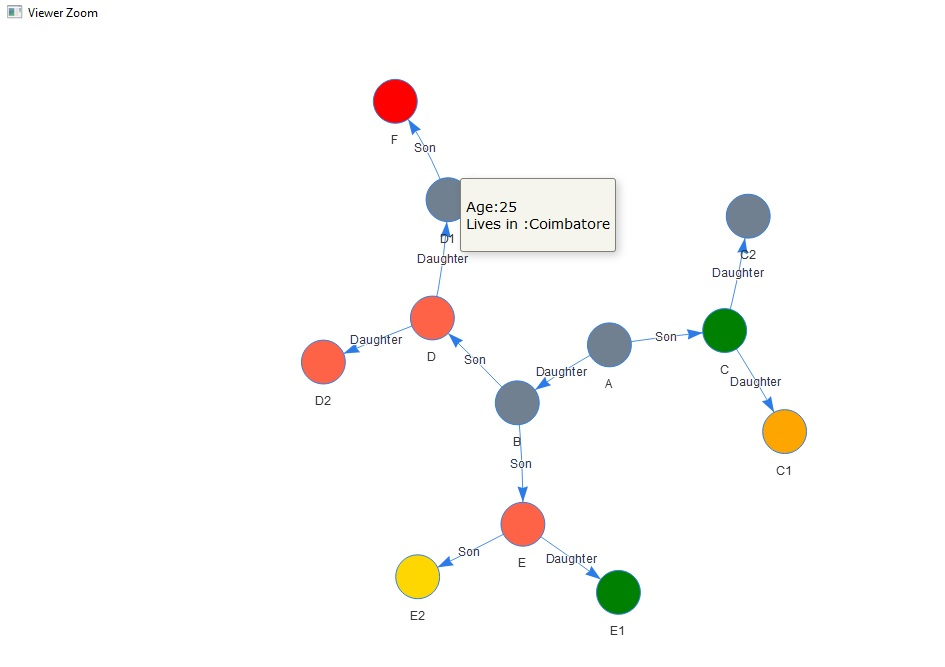 Viewer Zoom
F
Son
Age:25
Lives in :Coimbatore
D1
C2
Daughter
Daughter
Son
Daughter
D
Son
C
Daughter
A
Daughter
D2
B
C1
Son
Son
E
Daughter
E2
E1